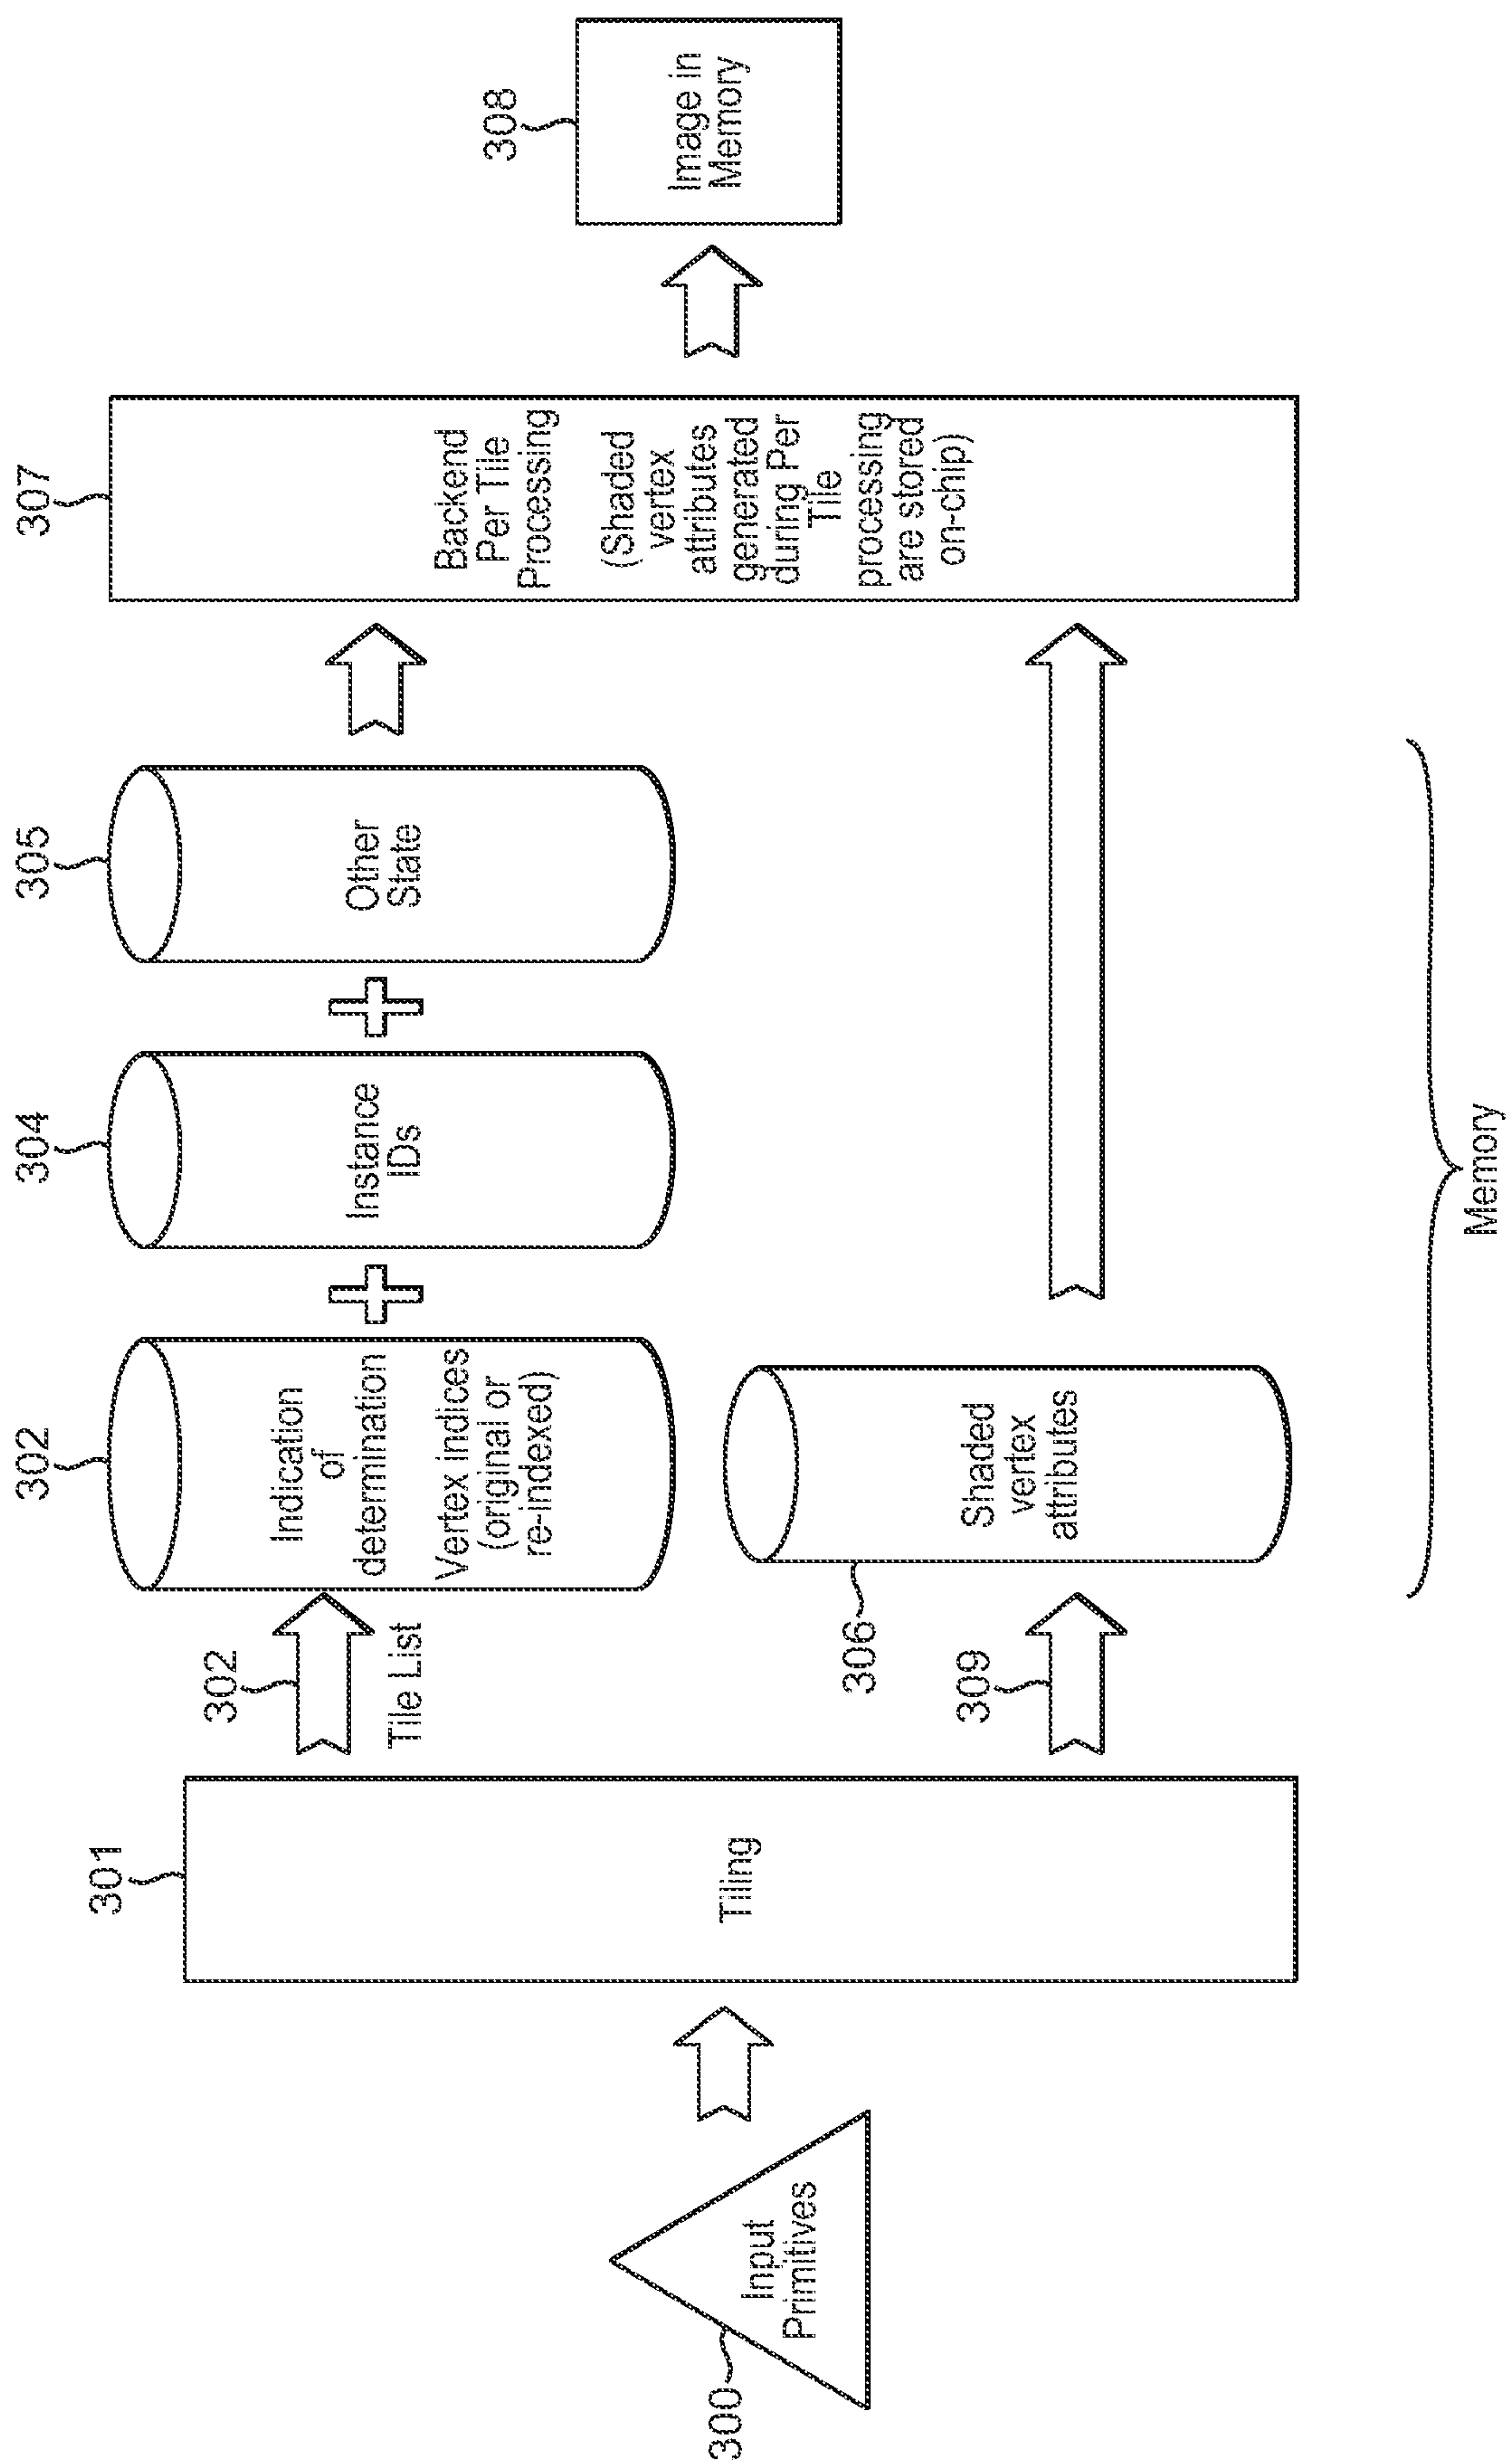 300
Input
Primitives
301
Tiling
302
Tile List
309
302
Indication
of
determination
Vertex indices
(original or
re-indexed)
304
Instance
IDs
305
Other
State
306
Shaded
vertex
attributes
Memory
307
Backend
Per Tile
Processing
(Shaded
vertex
attributes
generated
during Per
Tile
processing
are stored
on-chip)
308
Image in
Memory